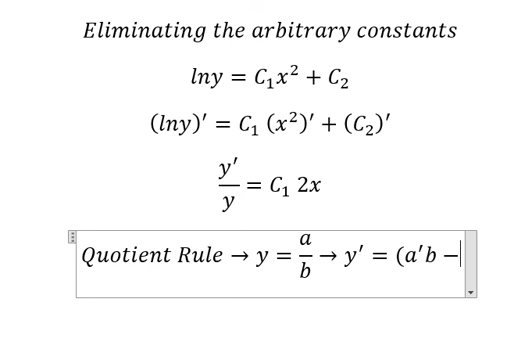 Eliminating the arbitrary constants
lny = C₁x² + C₂
(lny)′ = C₁ (x²)′ + (C₂)′
y′/y = C₁ 2x
Quotient Rule → y = a/b → y′ = (a′b −